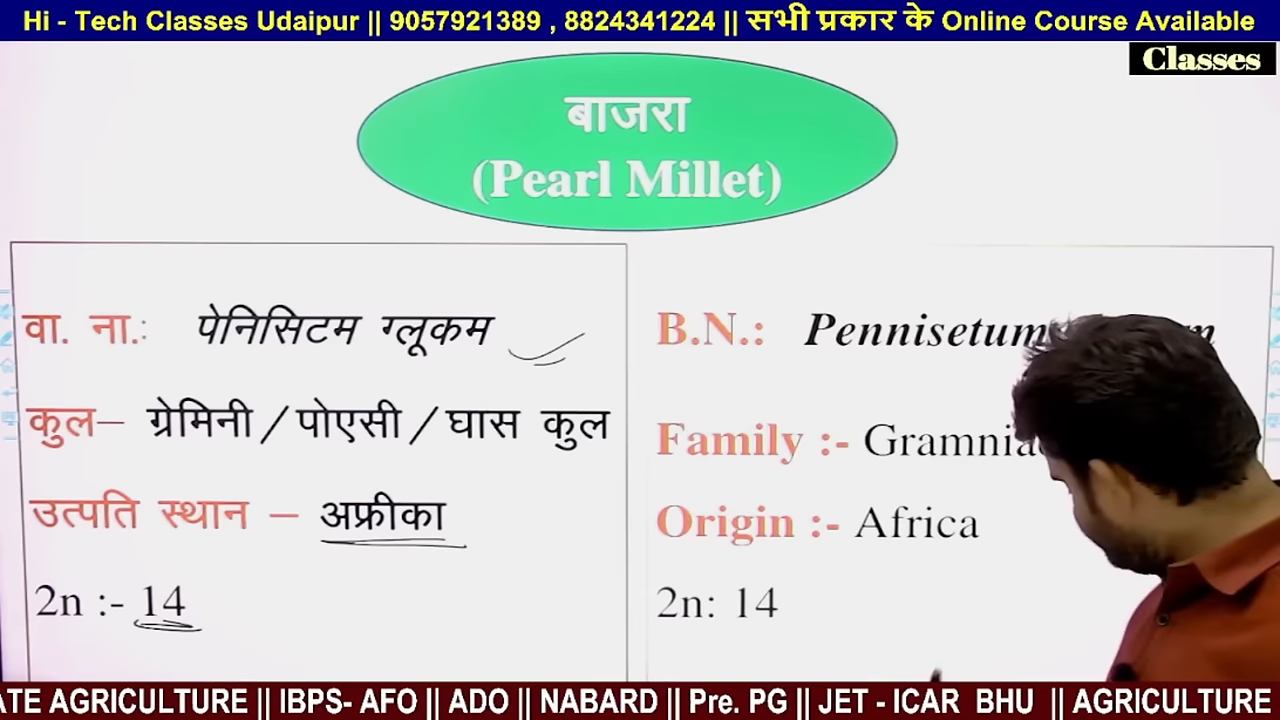 Hi - Tech Classes Udaipur || 9057921389 , 8824341224 || सभी प्रकार के Online Course Available
Classes
बाजरा
(Pearl Millet)
वा. ना.: पेनिसिटम ग्लूकम
कुल– ग्रेमिनी / पोएसी / घास कुल
उत्पति स्थान – अफ्रीका
2n :- 14
B.N.: Pennisetum
Family :- Gramnia
Origin :- Africa
2n: 14
ATE AGRICULTURE || IBPS- AFO || ADO || NABARD || Pre. PG || JET - ICAR BHU || AGRICULTURE